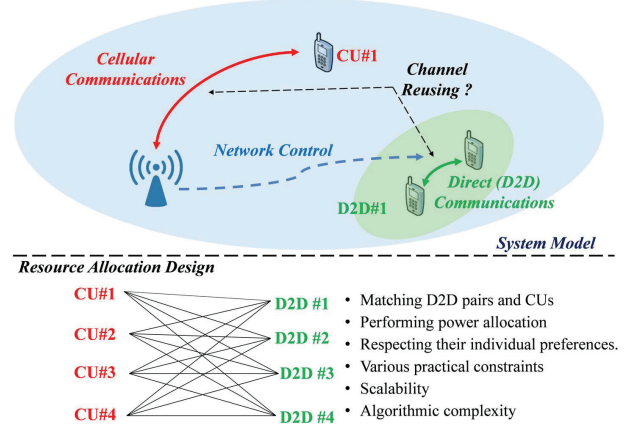 Cellular
Communications
CU#1
Channel
Reusing ?
Network Control
Direct (D2D)
Communications
D2D#1
System Model
Resource Allocation Design
CU#1
CU#2
CU#3
CU#4
D2D #1
D2D #2
D2D #3
D2D #4
• Matching D2D pairs and CUs
• Performing power allocation
• Respecting their individual preferences.
• Various practical constraints
• Scalability
• Algorithmic complexity